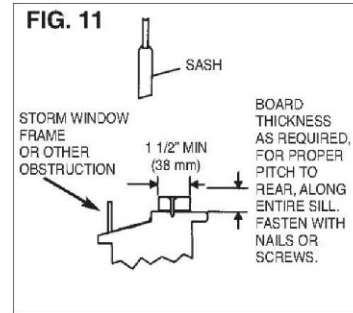 FIG. 11
SASH
STORM WINDOW
FRAME
OR OTHER
OBSTRUCTION
1 1/2" MIN
(38 mm)
BOARD
THICKNESS
AS REQUIRED,
FOR PROPER
PITCH TO
REAR, ALONG
ENTIRE SILL.
FASTEN WITH
NAILS OR
SCREWS.